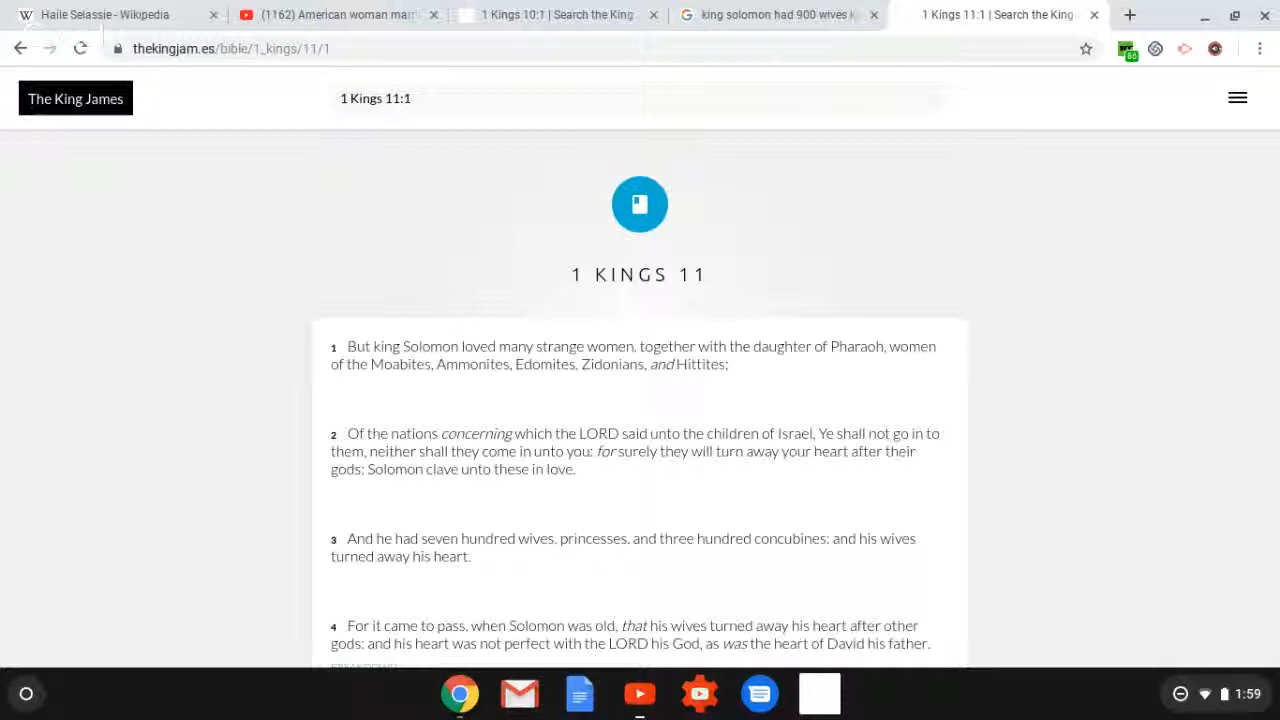 Haile Selassie - Wikipedia
(1162) American woman marr
1 Kings 10:1 | Search the King
king solomon had 900 wives k
1 Kings 11:1 | Search the King
thekingjam.es/bible/1_kings/11/1
86
The King James
1 Kings 11:1
1 KINGS 11
1 But king Solomon loved many strange women, together with the daughter of Pharaoh, women
of the Moabites, Ammonites, Edomites, Zidonians, and Hittites;
2 Of the nations concerning which the LORD said unto the children of Israel, Ye shall not go in to
them, neither shall they come in unto you: for surely they will turn away your heart after their
gods: Solomon clave unto these in love.
3 And he had seven hundred wives, princesses, and three hundred concubines: and his wives
turned away his heart.
4 For it came to pass, when Solomon was old, that his wives turned away his heart after other
gods: and his heart was not perfect with the LORD his God, as was the heart of David his father.
1:59